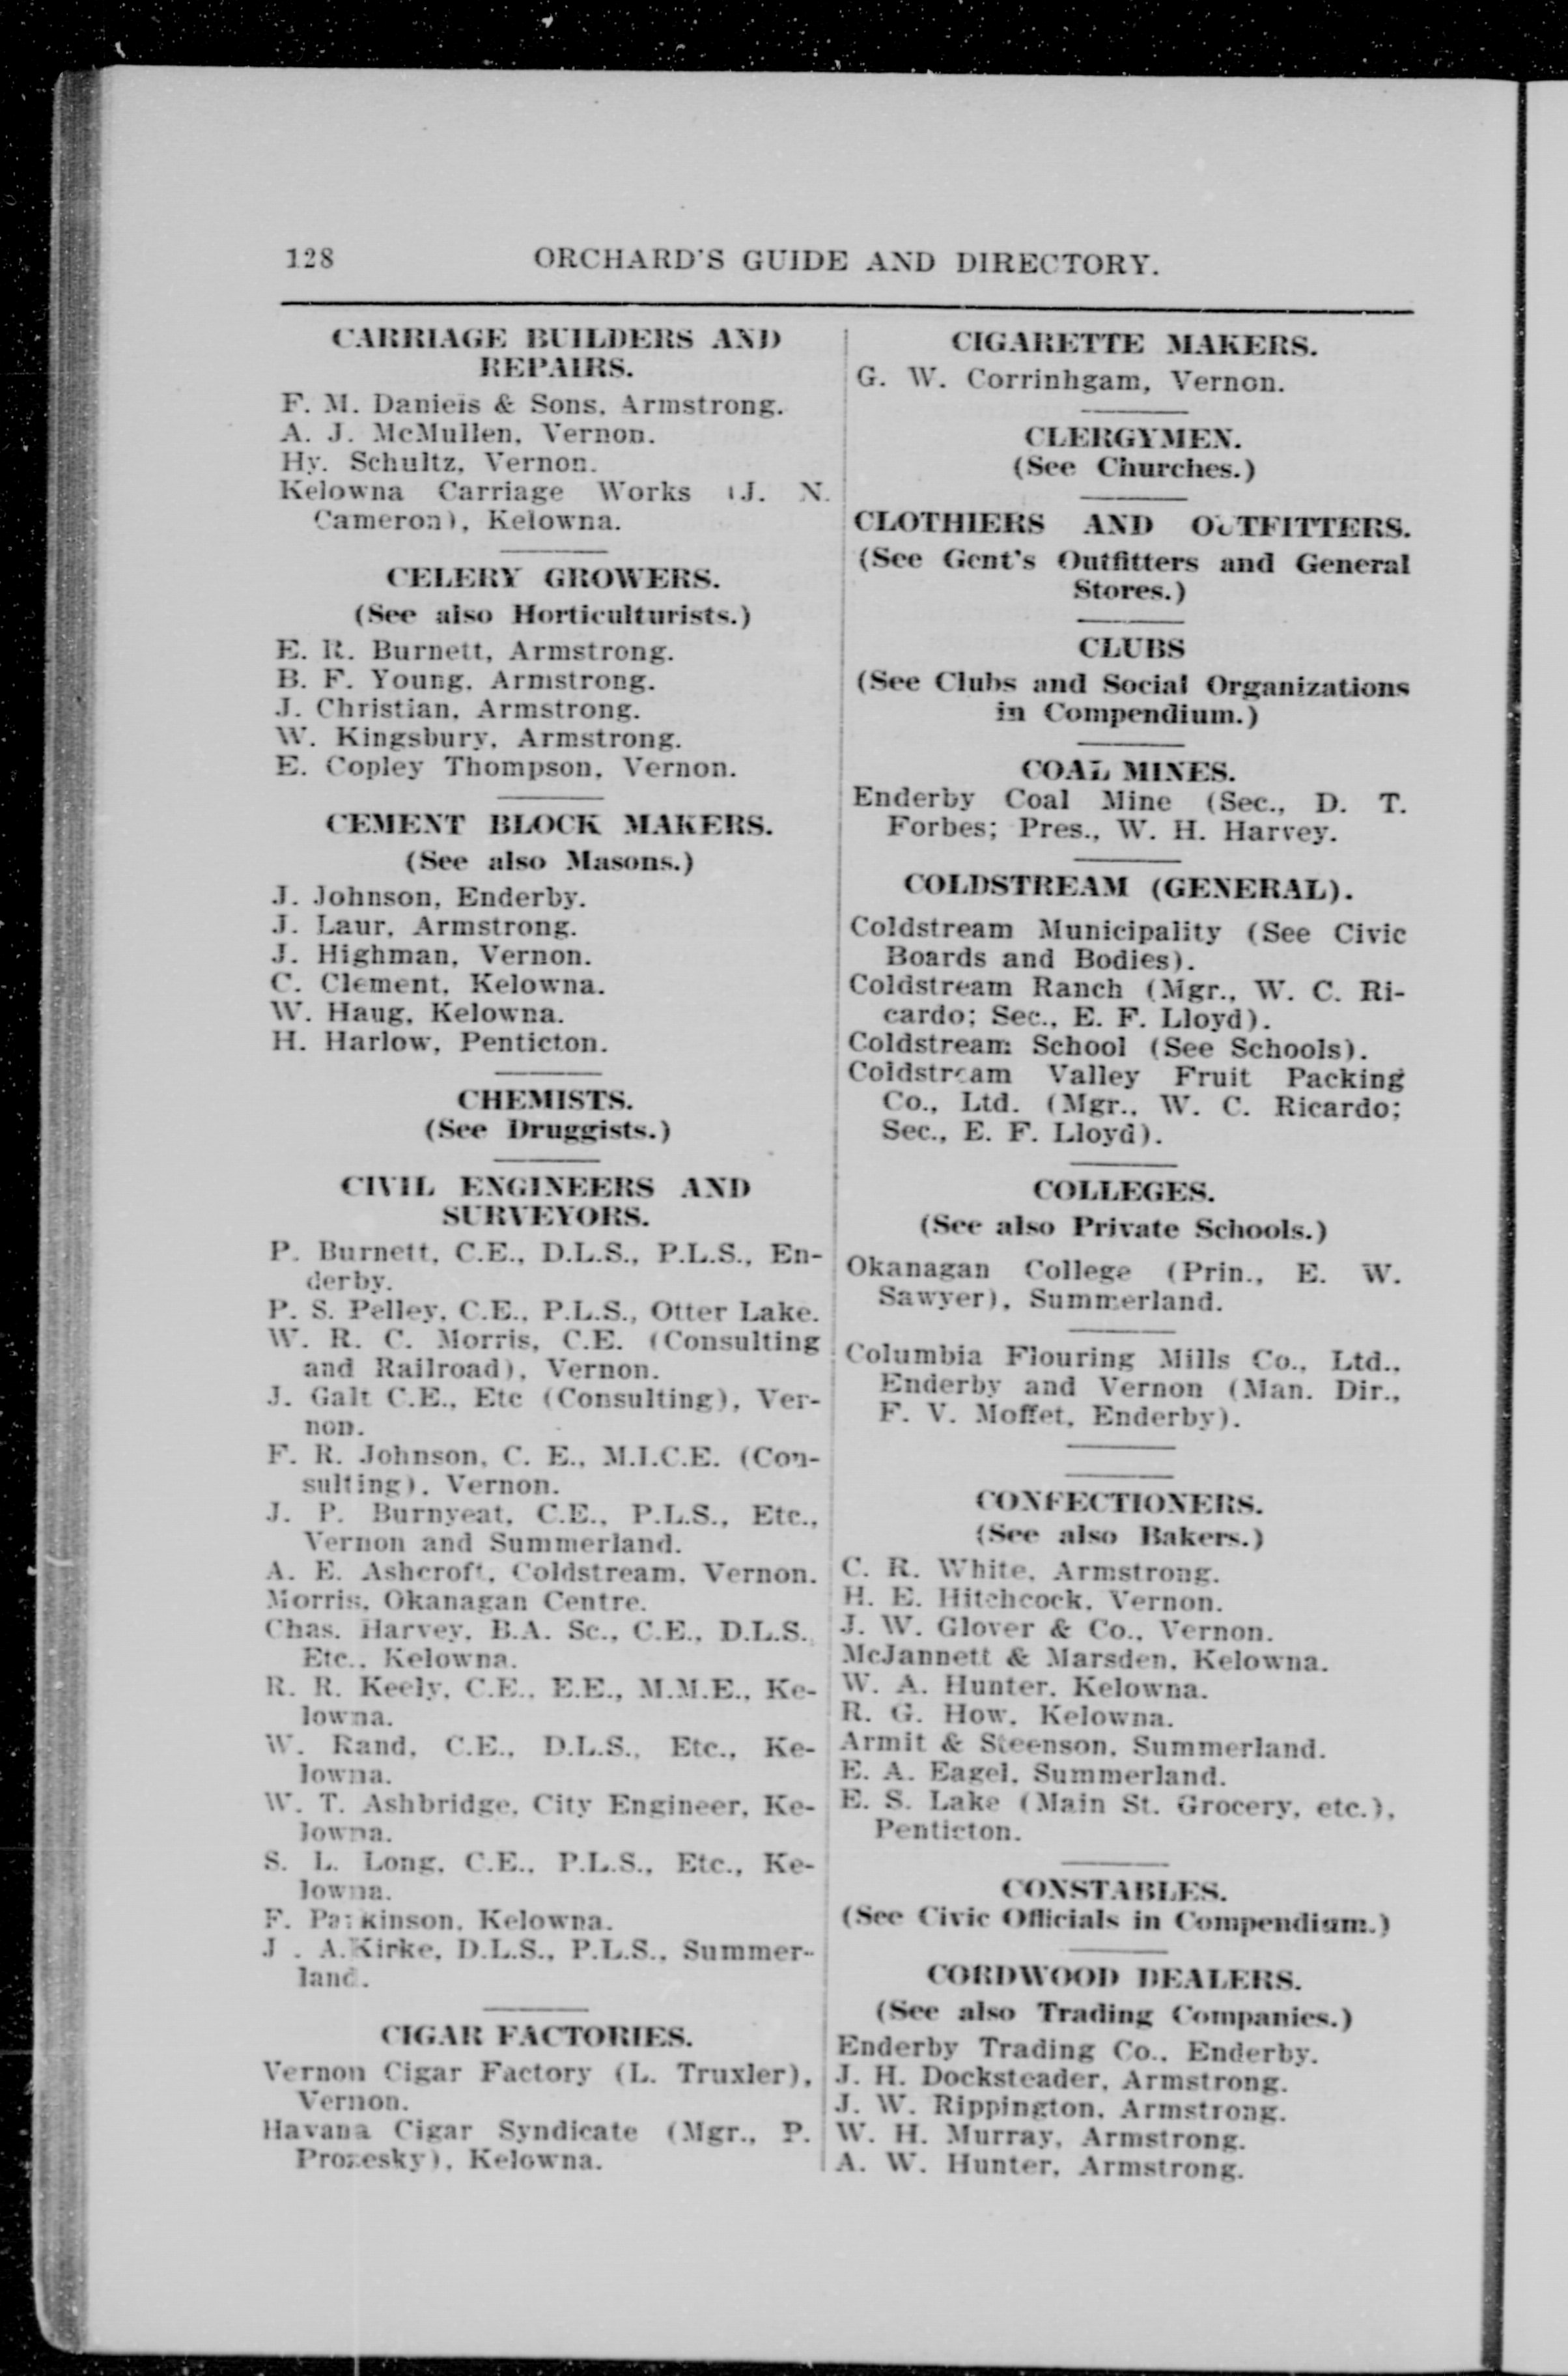 128 ORCHARD'S GUIDE AND DIRECTORY.
CARRIAGE BUILDERS AND
REPAIRS.
F. M. Daniels & Sons, Armstrong.
A. J. McMullen, Vernon.
Hy. Schultz, Vernon.
Kelowna Carriage Works (J. N.
Cameron), Kelowna.
CELERY GROWERS.
(See also Horticulturists.)
E. R. Burnett, Armstrong.
B. F. Young, Armstrong.
J. Christian, Armstrong.
W. Kingsbury, Armstrong.
E. Copley Thompson, Vernon.
CEMENT BLOCK MAKERS.
(See also Masons.)
J. Johnson, Enderby.
J. Laur, Armstrong.
J. Highman, Vernon.
C. Clement, Kelowna.
W. Haug, Kelowna.
H. Harlow, Penticton.
CHEMISTS.
(See Druggists.)
CIVIL ENGINEERS AND
SURVEYORS.
P. Burnett, C.E., D.L.S., P.L.S., En-
derby.
P. S. Pelley, C.E., P.L.S., Otter Lake.
W. R. C. Morris, C.E. (Consulting
and Railroad), Vernon.
J. Galt C.E., Etc (Consulting), Ver-
non.
F. R. Johnson, C. E., M.I.C.E. (Con-
sulting), Vernon.
J. P. Burnyeat, C.E., P.L.S., Etc.,
Vernon and Summerland.
A. E. Ashcroft, Coldstream, Vernon.
Morris, Okanagan Centre.
Chas. Harvey, B.A. Sc., C.E., D.L.S.,
Etc., Kelowna.
R. R. Keely, C.E., E.E., M.M.E., Ke-
lowna.
W. Rand, C.E., D.L.S., Etc., Ke-
lowna.
W. T. Ashbridge, City Engineer, Ke-
lowna.
S. L. Long, C.E., P.L.S., Etc., Ke-
lowna.
F. Parkinson, Kelowna.
J . A. Kirke, D.L.S., P.L.S., Summer-
land.
CIGAR FACTORIES.
Vernon Cigar Factory (L. Truxler),
Vernon.
Havana Cigar Syndicate (Mgr., P.
Prozesky), Kelowna.
CIGARETTE MAKERS.
G. W. Corrinhgam, Vernon.
CLERGYMEN.
(See Churches.)
CLOTHIERS AND OUTFITTERS.
(See Gent's Outfitters and General
Stores.)
CLUBS
(See Clubs and Social Organizations
in Compendium.)
COAL MINES.
Enderby Coal Mine (Sec., D. T.
Forbes; Pres., W. H. Harvey.
COLDSTREAM (GENERAL).
Coldstream Municipality (See Civic
Boards and Bodies).
Coldstream Ranch (Mgr., W. C. Ri-
cardo; Sec., E. F. Lloyd).
Coldstream School (See Schools).
Coldstream Valley Fruit Packing
Co., Ltd. (Mgr., W. C. Ricardo;
Sec., E. F. Lloyd).
COLLEGES.
(See also Private Schools.)
Okanagan College (Prin., E. W.
Sawyer), Summerland.
Columbia Flouring Mills Co., Ltd.,
Enderby and Vernon (Man. Dir.,
F. V. Moffet, Enderby).
CONFECTIONERS.
(See also Bakers.)
C. R. White, Armstrong.
H. E. Hitchcock, Vernon.
J. W. Glover & Co., Vernon.
McJannett & Marsden, Kelowna.
W. A. Hunter, Kelowna.
R. G. How, Kelowna.
Armit & Steenson, Summerland.
E. A. Eagel, Summerland.
E. S. Lake (Main St. Grocery, etc.),
Penticton.
CONSTABLES.
(See Civic Officials in Compendium.)
CORDWOOD DEALERS.
(See also Trading Companies.)
Enderby Trading Co., Enderby.
J. H. Docksteader, Armstrong.
J. W. Rippington, Armstrong.
W. H. Murray, Armstrong.
A. W. Hunter, Armstrong.